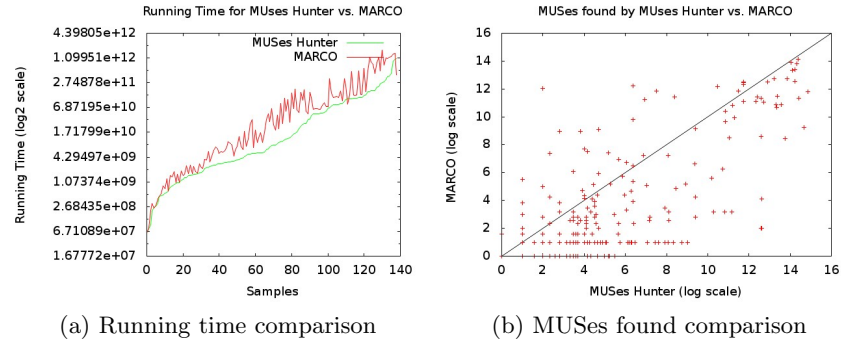 Running Time for MUses Hunter vs. MARCO
4.39805e+12
1.09951e+12
2.74878e+11
6.87195e+10
1.71799e+10
4.29497e+09
1.07374e+09
2.68435e+08
6.71089e+07
1.67772e+07
Running Time (log2 scale)
MUSes Hunter
MARCO
0 20 40 60 80 100 120 140
Samples
(a) Running time comparison
MUSes found by MUses Hunter vs. MARCO
16
14
12
10
8
6
4
2
0
MARCO (log scale)
0 2 4 6 8 10 12 14 16
MUSes Hunter (log scale)
(b) MUSes found comparison